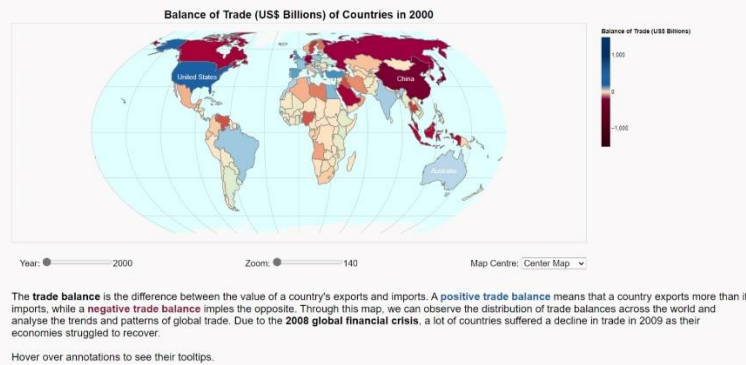 Balance of Trade (US$ Billions) of Countries in 2000
Balance of Trade (US$ Billions)
1,000
0
−1,000
United States
China
Australia
Year: 2000
Zoom: 140
Map Centre: Center Map
The trade balance is the difference between the value of a country's exports and imports. A positive trade balance means that a country exports more than it
imports, while a negative trade balance imples the opposite. Through this map, we can observe the distribution of trade balances across the world and
analyse the trends and patterns of global trade. Due to the 2008 global financial crisis, a lot of countries suffered a decline in trade in 2009 as their
economies struggled to recover.
Hover over annotations to see their tooltips.